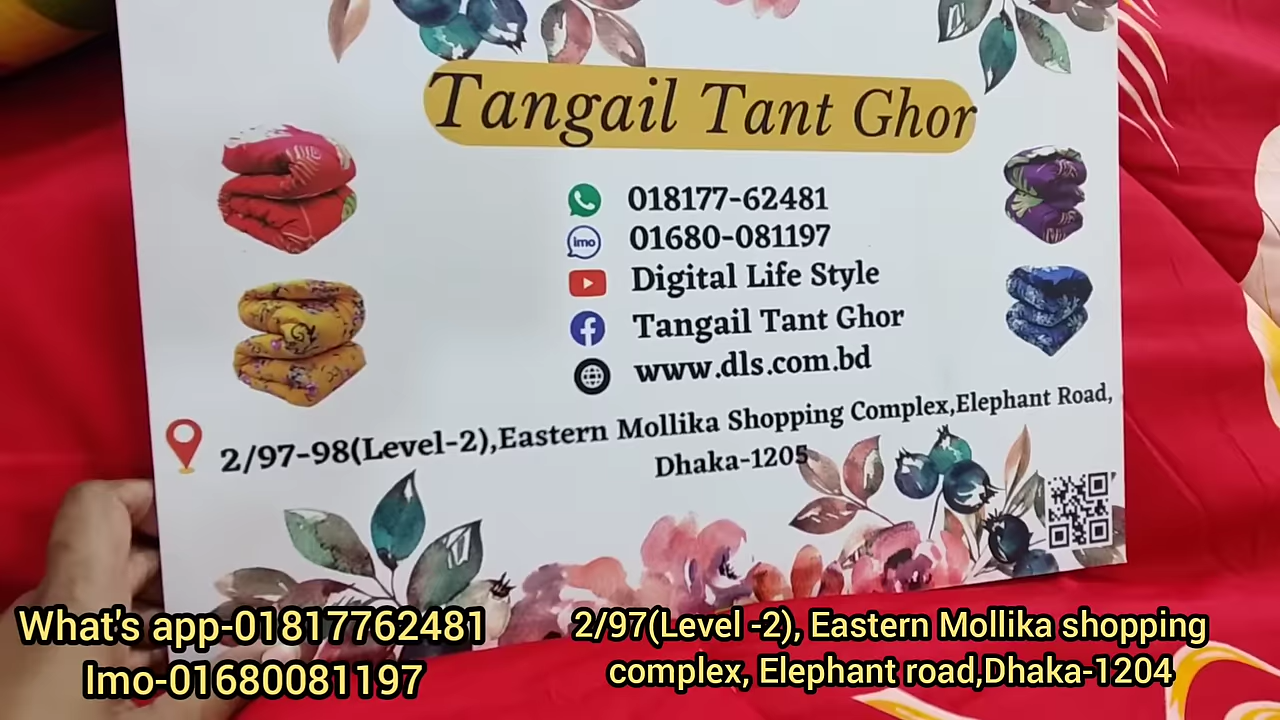 Tangail Tant Ghor
018177-62481
imo 01680-081197
Digital Life Style
Tangail Tant Ghor
www.dls.com.bd
2/97-98(Level-2),Eastern Mollika Shopping Complex,Elephant Road,
Dhaka-1205
What's app-01817762481
Imo-01680081197
2/97(Level -2), Eastern Mollika shopping
complex, Elephant road,Dhaka-1204